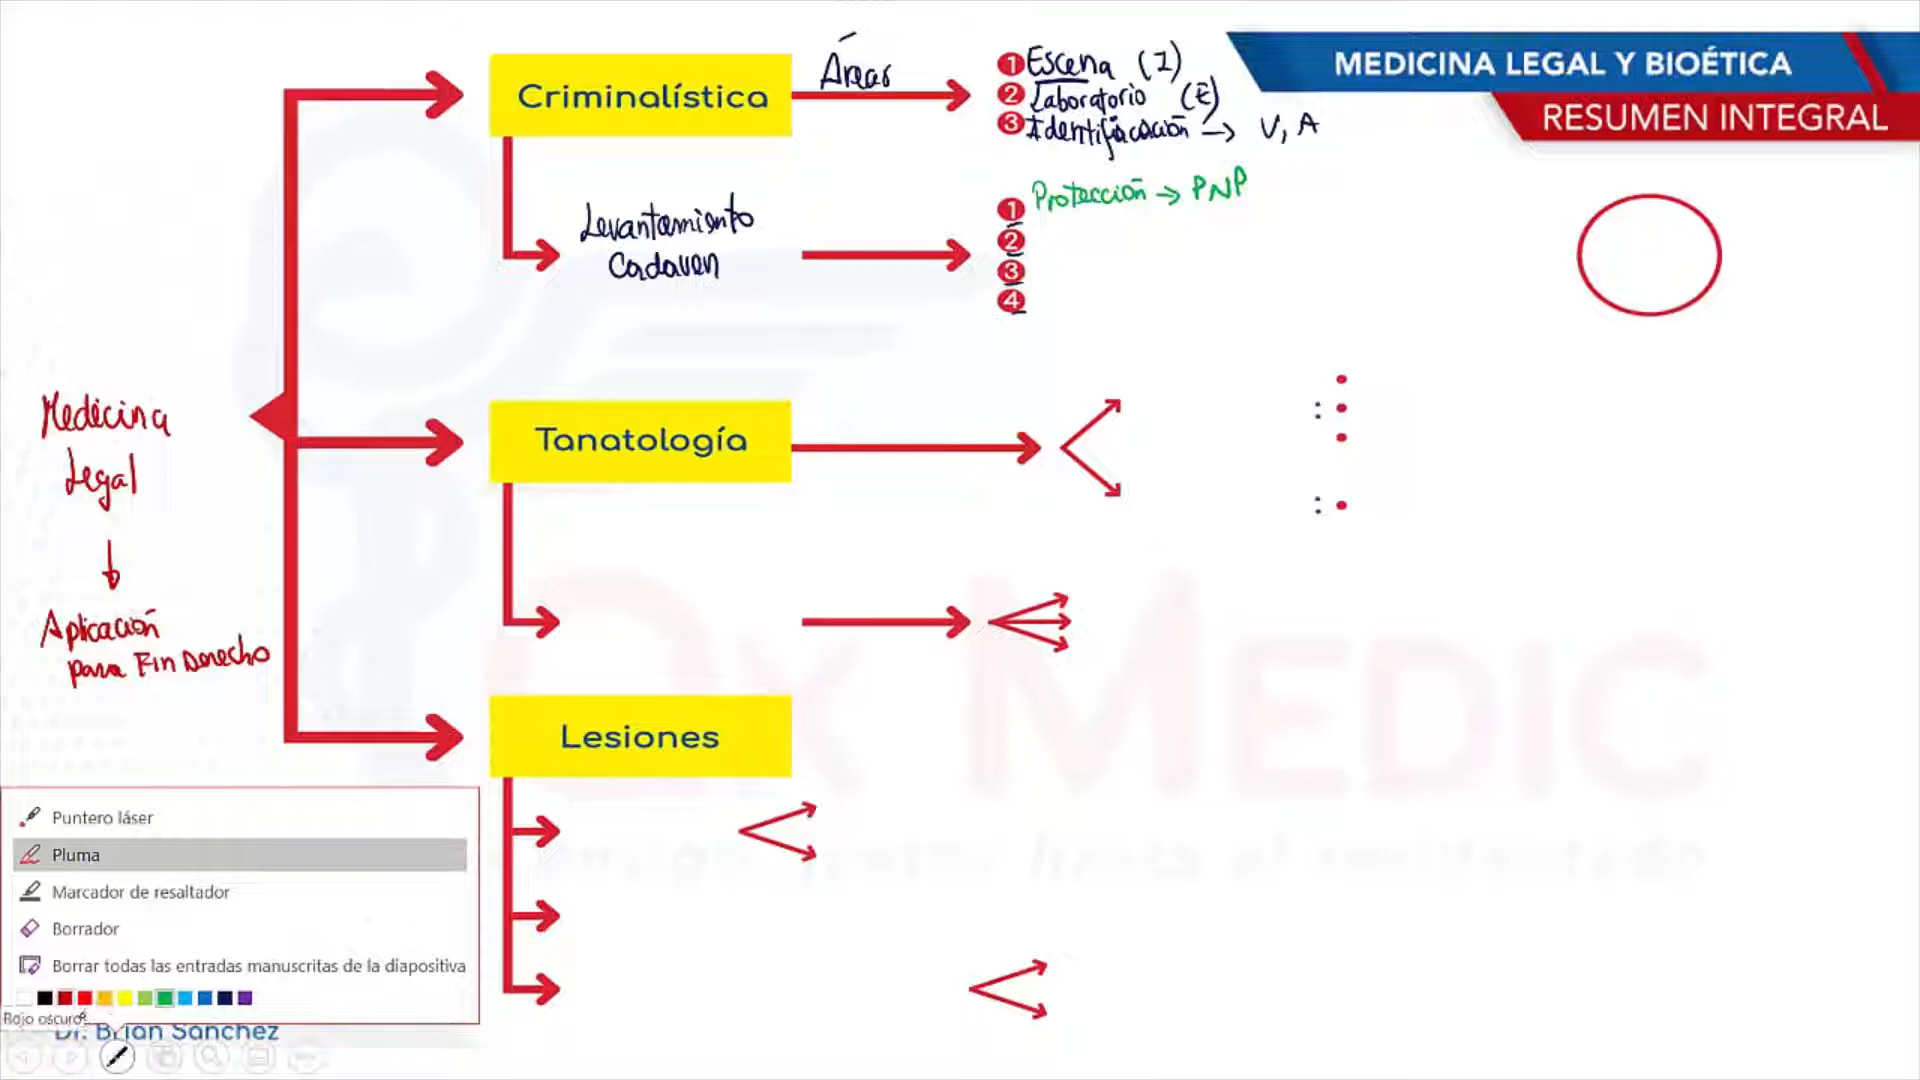 MEDICINA LEGAL Y BIOÉTICA
RESUMEN INTEGRAL
Criminalística
Áreas
1 Escena (I)
2 Laboratorio (E)
3 Identificación → V, A
Levantamiento
Cadaver
1 Protección → PNP
2
3
4
Medicina
Legal
Aplicación
para Fin Derecho
Tanatología
:
:
Lesiones
OX MEDIC
Puntero láser
Pluma
Marcador de resaltador
Borrador
Borrar todas las entradas manuscritas de la diapositiva
Rojo oscuro
Dr. Brian Sanchez